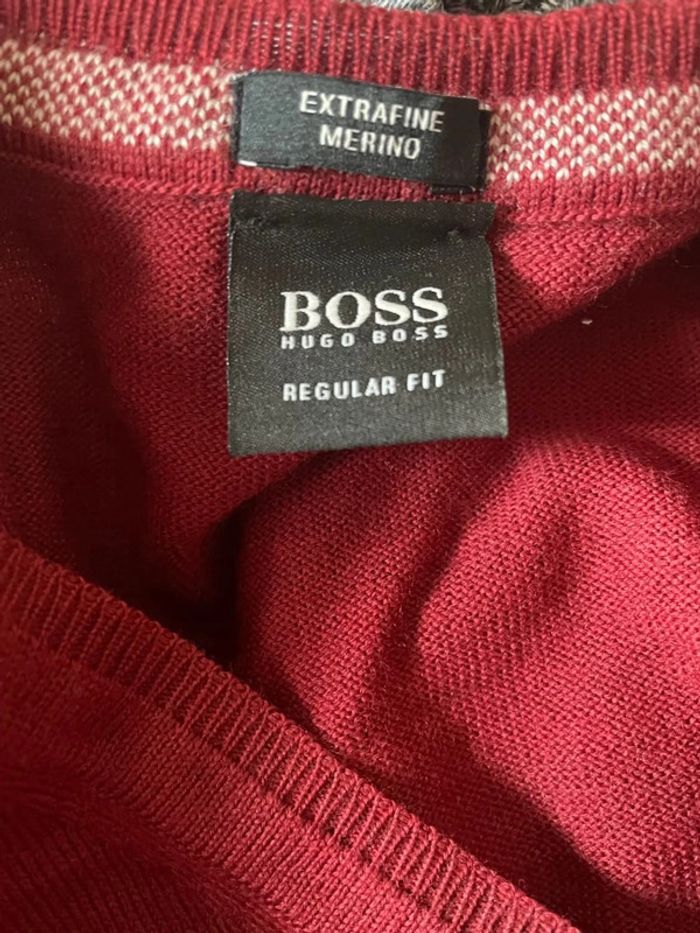 EXTRAFINE
MERINO
BOSS
HUGO BOSS
REGULAR FIT